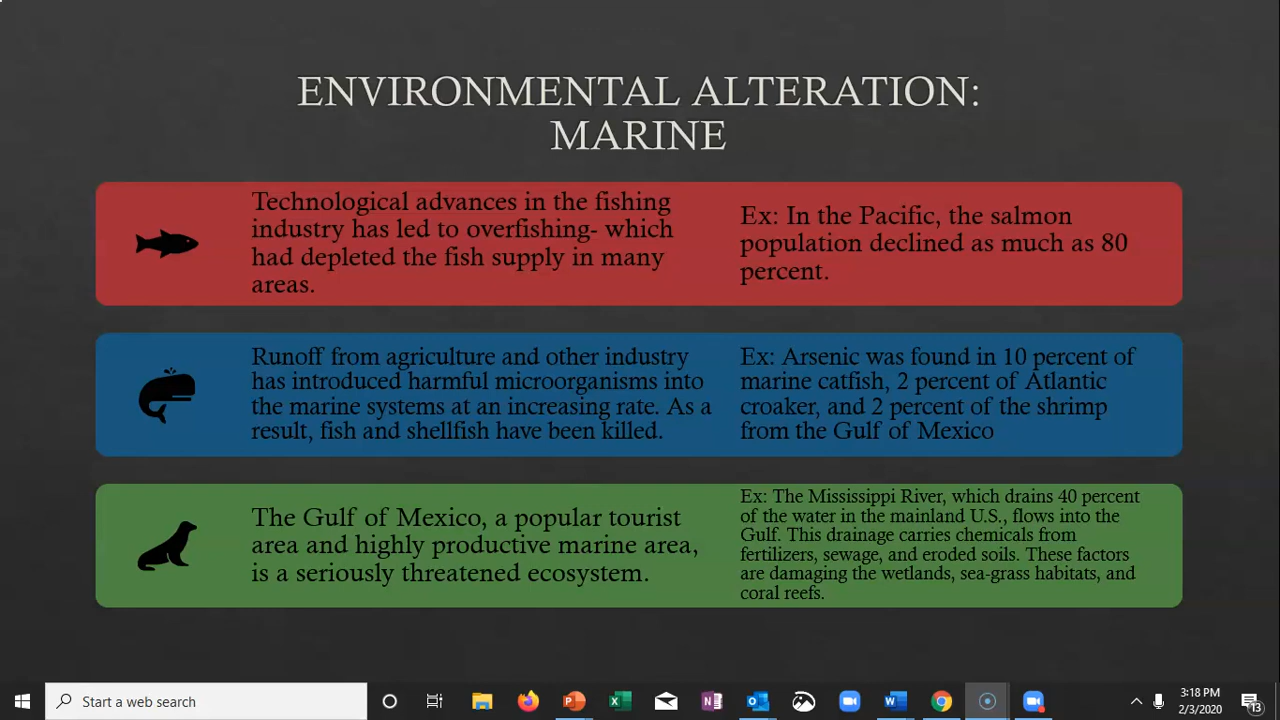 ENVIRONMENTAL ALTERATION:
MARINE
Technological advances in the fishing
industry has led to overfishing- which
had depleted the fish supply in many
areas.
Ex: In the Pacific, the salmon
population declined as much as 80
percent.
Runoff from agriculture and other industry
has introduced harmful microorganisms into
the marine systems at an increasing rate. As a
result, fish and shellfish have been killed.
Ex: Arsenic was found in 10 percent of
marine catfish, 2 percent of Atlantic
croaker, and 2 percent of the shrimp
from the Gulf of Mexico
The Gulf of Mexico, a popular tourist
area and highly productive marine area,
is a seriously threatened ecosystem.
Ex: The Mississippi River, which drains 40 percent
of the water in the mainland U.S., flows into the
Gulf. This drainage carries chemicals from
fertilizers, sewage, and eroded soils. These factors
are damaging the wetlands, sea-grass habitats, and
coral reefs.
Start a web search
3:18 PM
2/3/2020
13